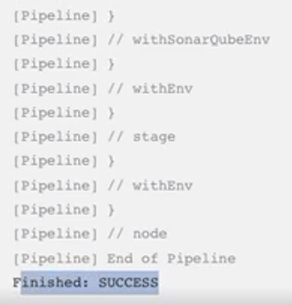 [Pipeline] }
[Pipeline] // withSonarQubeEnv
[Pipeline] }
[Pipeline] // withEnv
[Pipeline] }
[Pipeline] // stage
[Pipeline] }
[Pipeline] // withEnv
[Pipeline] }
[Pipeline] // node
[Pipeline] End of Pipeline
Finished: SUCCESS